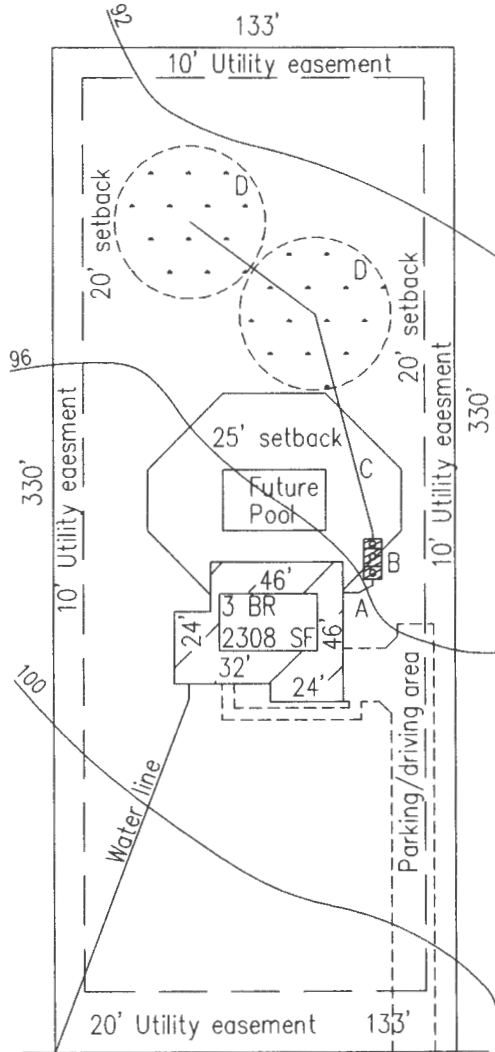 92
133'
10' Utility easement
D
20' setback
D
20' setback
96
25' setback
330'
330'
10' Utility eaesment
10' Utility easement
C
Future
Pool
B
46'
A
3 BR
24'
46'
2308 SF
32'
24'
100
Water line
Parking/driving area
20' Utility easement
133'